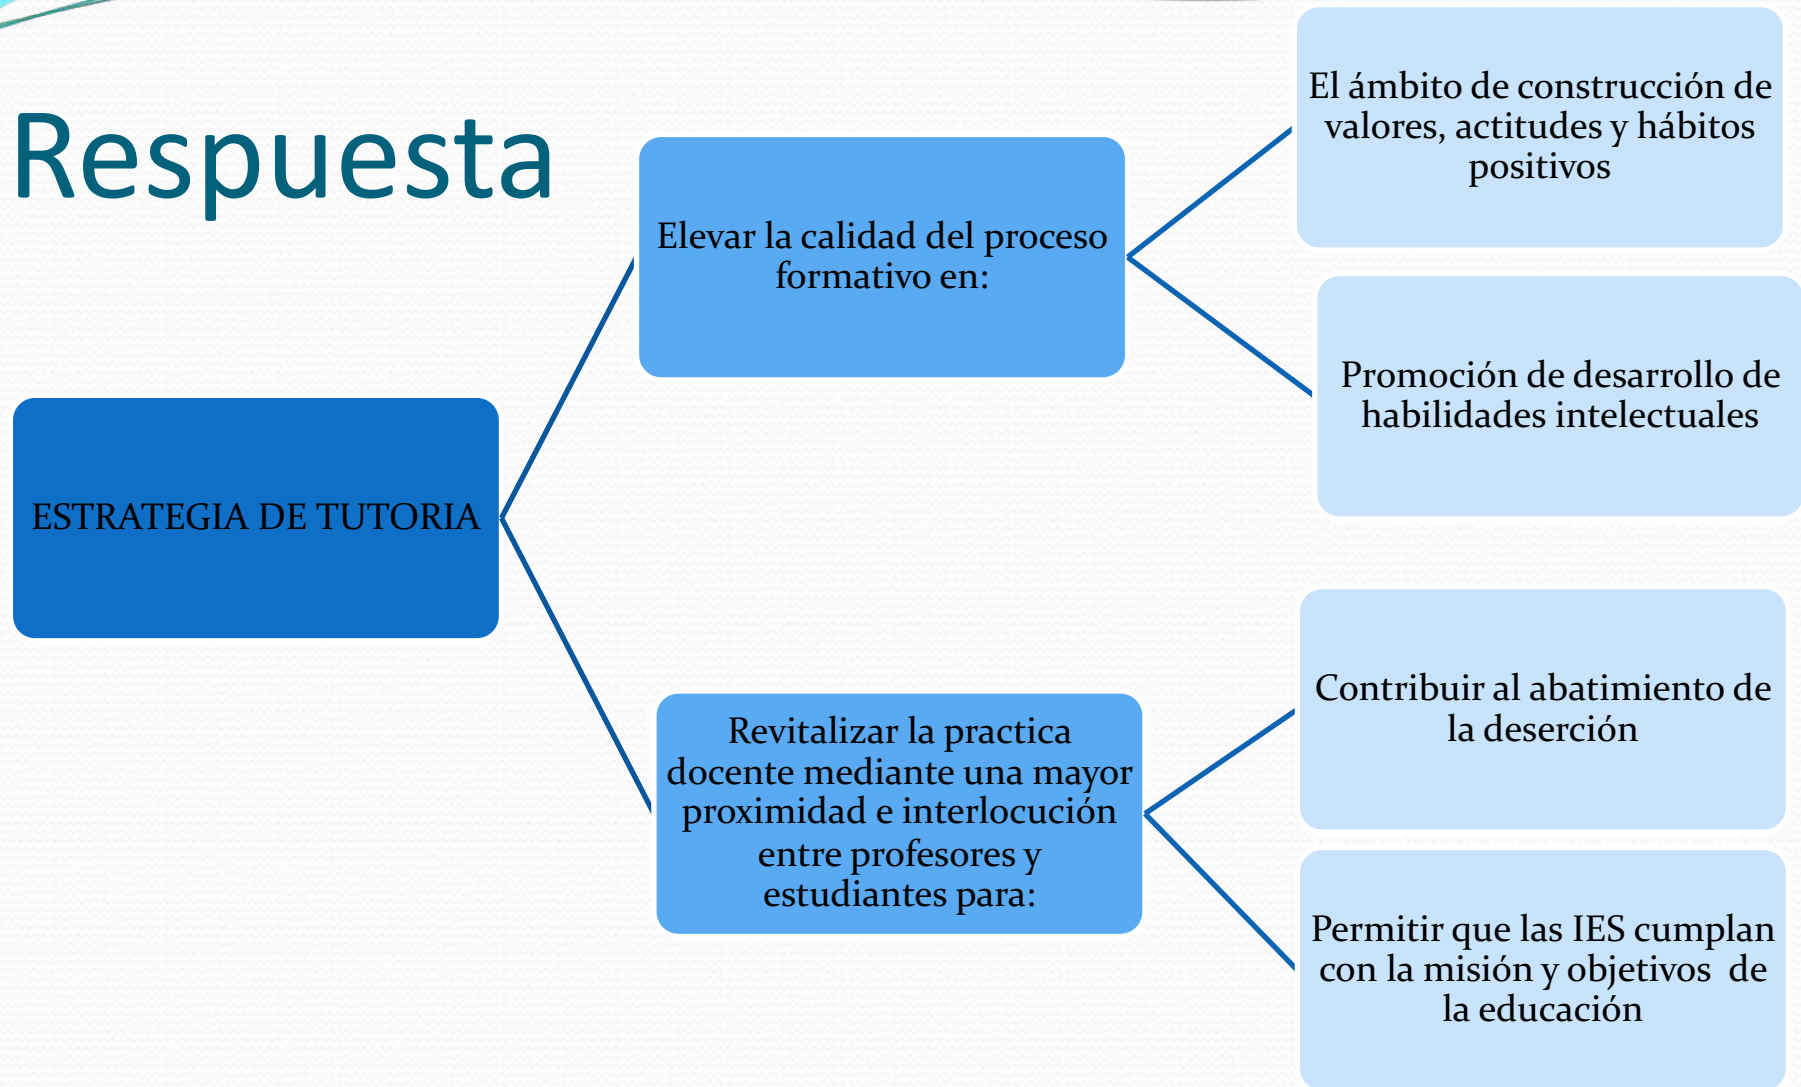 Respuesta
ESTRATEGIA DE TUTORIA
Elevar la calidad del proceso
formativo en:
El ámbito de construcción de
valores, actitudes y hábitos
positivos
Promoción de desarrollo de
habilidades intelectuales
Revitalizar la practica
docente mediante una mayor
proximidad e interlocución
entre profesores y
estudiantes para:
Contribuir al abatimiento de
la deserción
Permitir que las IES cumplan
con la misión y objetivos  de
la educación